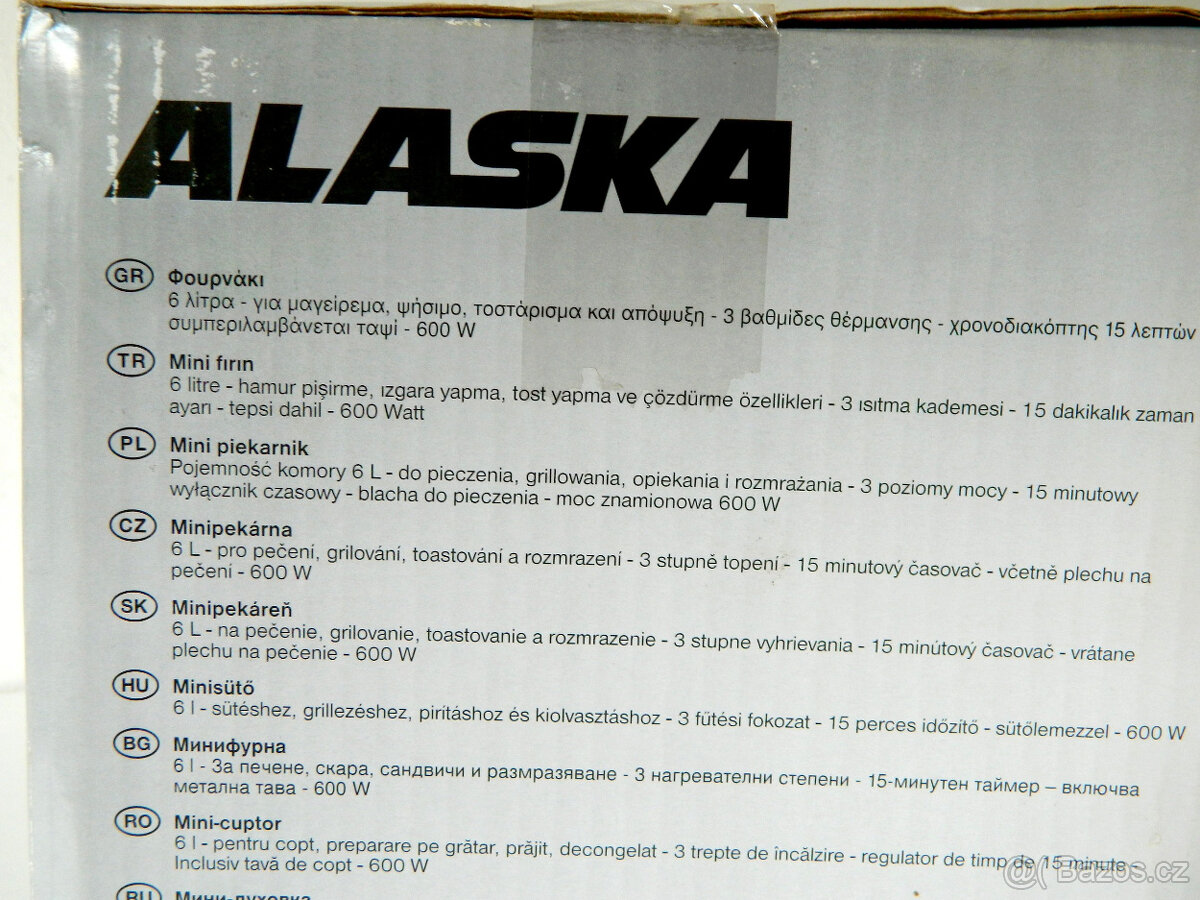 ALASKA
GR Φουρνάκι
6 λίτρα - για μαγείρεμα, ψήσιμο, τοστάρισμα και απόψυξη - 3 βαθμίδες θέρμανσης - χρονοδιακόπτης 15 λεπτών
συμπεριλαμβάνεται ταψί - 600 W
TR Mini fırın
6 litre - hamur pişirme, ızgara yapma, tost yapma ve çözdürme özellikleri - 3 ısıtma kademesi - 15 dakikalık zaman
ayarı - tepsi dahil - 600 Watt
PL Mini piekarnik
Pojemność komory 6 L - do pieczenia, grillowania, opiekania i rozmrażania - 3 poziomy mocy - 15 minutowy
wyłącznik czasowy - blacha do pieczenia - moc znamionowa 600 W
CZ Minipekárna
6 L - pro pečení, grilování, toastování a rozmrazení - 3 stupně topení - 15 minutový časovač - včetně plechu na
pečení - 600 W
SK Minipekáreň
6 L - na pečenie, grilovanie, toastovanie a rozmrazenie - 3 stupne vyhrievania - 15 minútový časovač - vrátane
plechu na pečenie - 600 W
HU Minisütő
6 l - sütéshez, grillezéshez, pirításhoz és kiolvasztáshoz - 3 fűtési fokozat - 15 perces időzítő - sütőlemezzel - 600 W
BG Минифурна
6 l - За печене, скара, сандвичи и размразяване - 3 нагревателни степени - 15-минутен таймер – включва
метална тава - 600 W
RO Mini-cuptor
6 l - pentru copt, preparare pe grătar, prăjit, decongelat - 3 trepte de încălzire - regulator de timp de 15 minute -
Inclusiv tavă de copt - 600 W
RU Мини-духовка
@( Bazos.cz